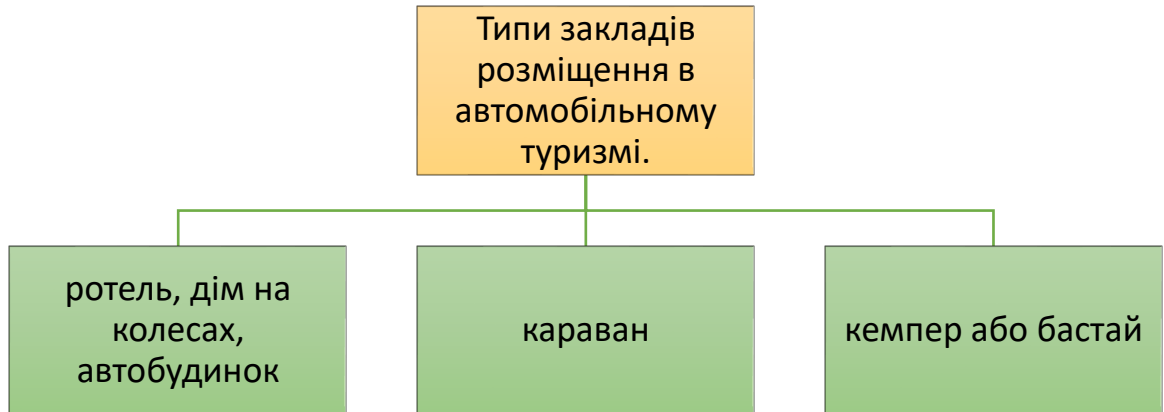 Типи закладів
розміщення в
автомобільному
туризмі.
ротель, дім на
колесах,
автобудинок
караван
кемпер або бастай